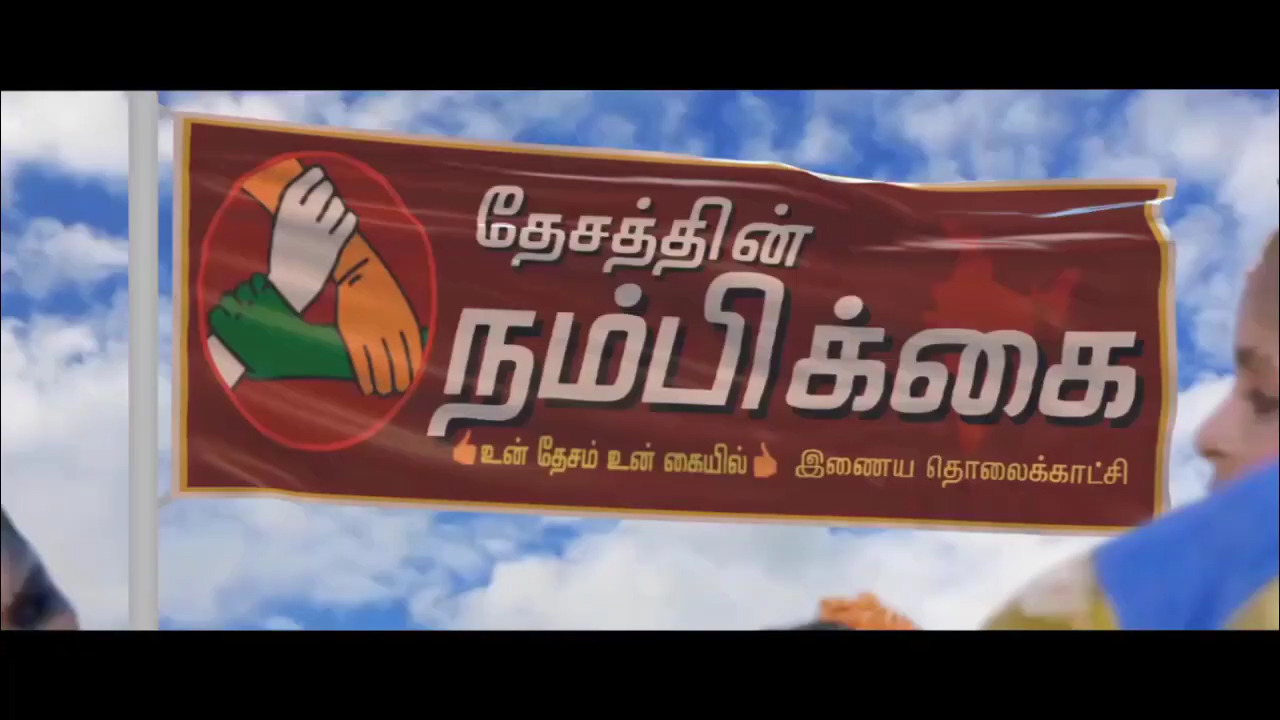 தேசத்தின்
நம்பிக்கை
உன் தேசம் உன் கையில் இணைய தொலைக்காட்சி